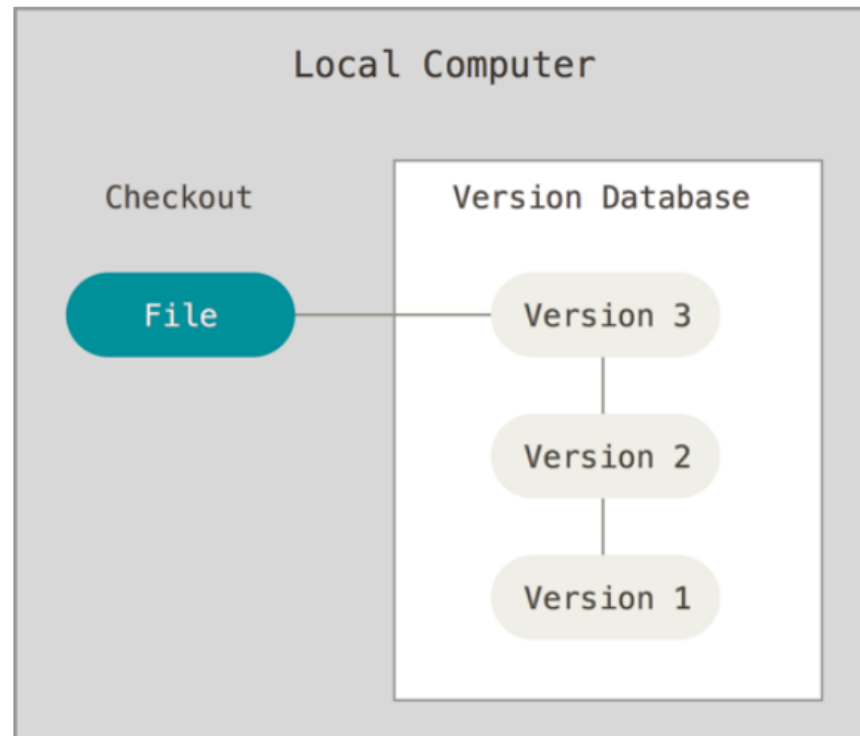 Local Computer
Checkout
Version Database
File
Version 3
Version 2
Version 1